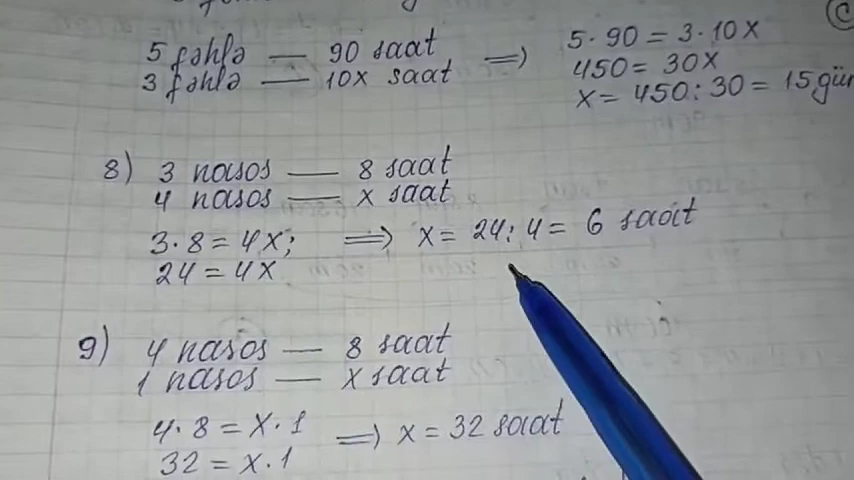 5 fəhlə — 90 saat => 5·90 = 3·10x
3 fəhlə — 10x saat 450 = 30x
x = 450:30 = 15 gün
8) 3 nasos — 8 saat
4 nasos — x saat
3·8 = 4x; => x = 24:4 = 6 saat
24 = 4x
9) 4 nasos — 8 saat
1 nasos — x saat
4·8 = x·1 => x = 32 saat
32 = x·1